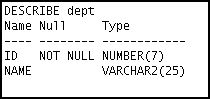 DESCRIBE dept
Name Null     Type
---- -------- ------------
ID   NOT NULL NUMBER(7)
NAME          VARCHAR2(25)